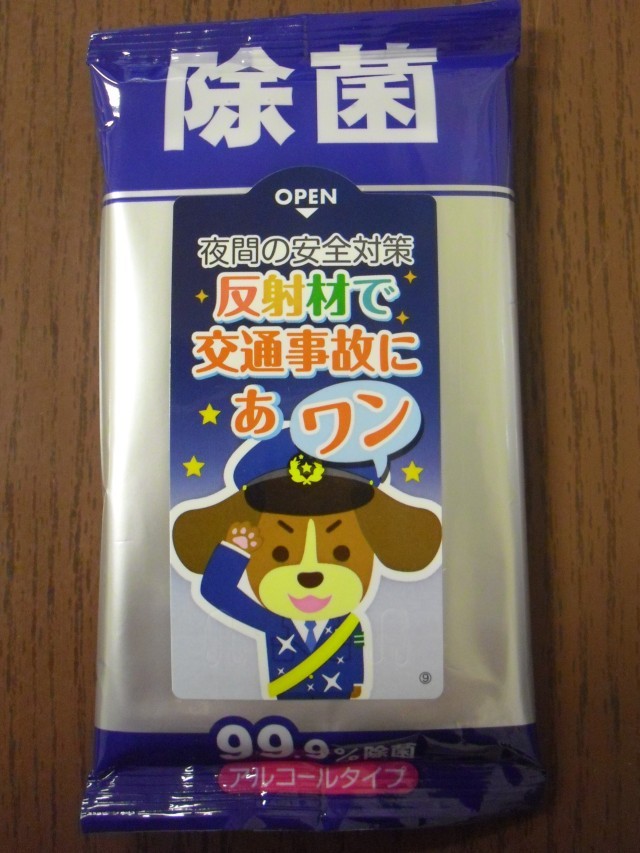 除菌
OPEN
夜間の安全対策
反射材で
交通事故に
あワン
⑨
99.9%除菌
アルコールタイプ